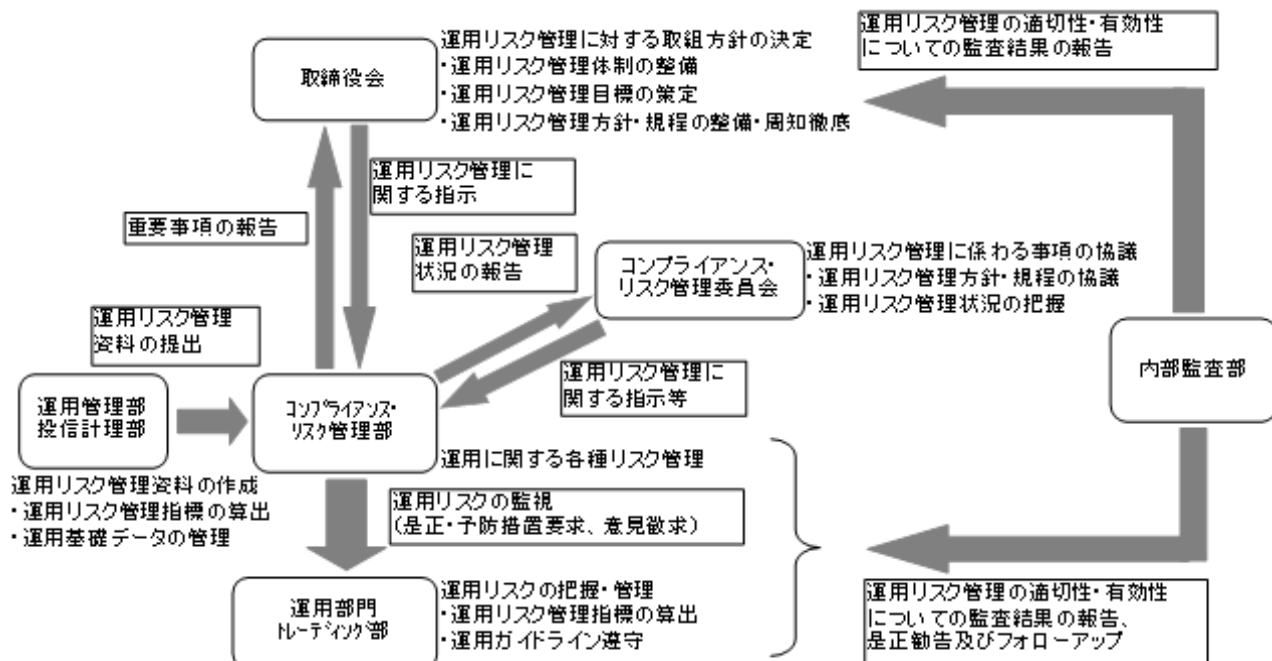 取締役会
運用リスク管理に対する取組方針の決定
・運用リスク管理体制の整備
・運用リスク管理目標の策定
・運用リスク管理方針・規程の整備・周知徹底
運用リスク管理の適切性・有効性
についての監査結果の報告
運用リスク管理に
関する指示
重要事項の報告
運用リスク管理
状況の報告
コンプライアンス・
リスク管理委員会
運用リスク管理に係わる事項の協議
・運用リスク管理方針・規程の協議
・運用リスク管理状況の把握
運用リスク管理
資料の提出
運用リスク管理に
関する指示等
内部監査部
運用管理部
投信計理部
コンプライアンス・
リスク管理部
運用に関する各種リスク管理
運用リスク管理資料の作成
・運用リスク管理指標の算出
・運用基礎データの管理
運用リスクの監視
(是正・予防措置要求、意見徴求)
運用部門
トレーディング部
運用リスクの把握・管理
・運用リスク管理指標の算出
・運用ガイドライン遵守
運用リスク管理の適切性・有効性
についての監査結果の報告、
是正勧告及びフォローアップ